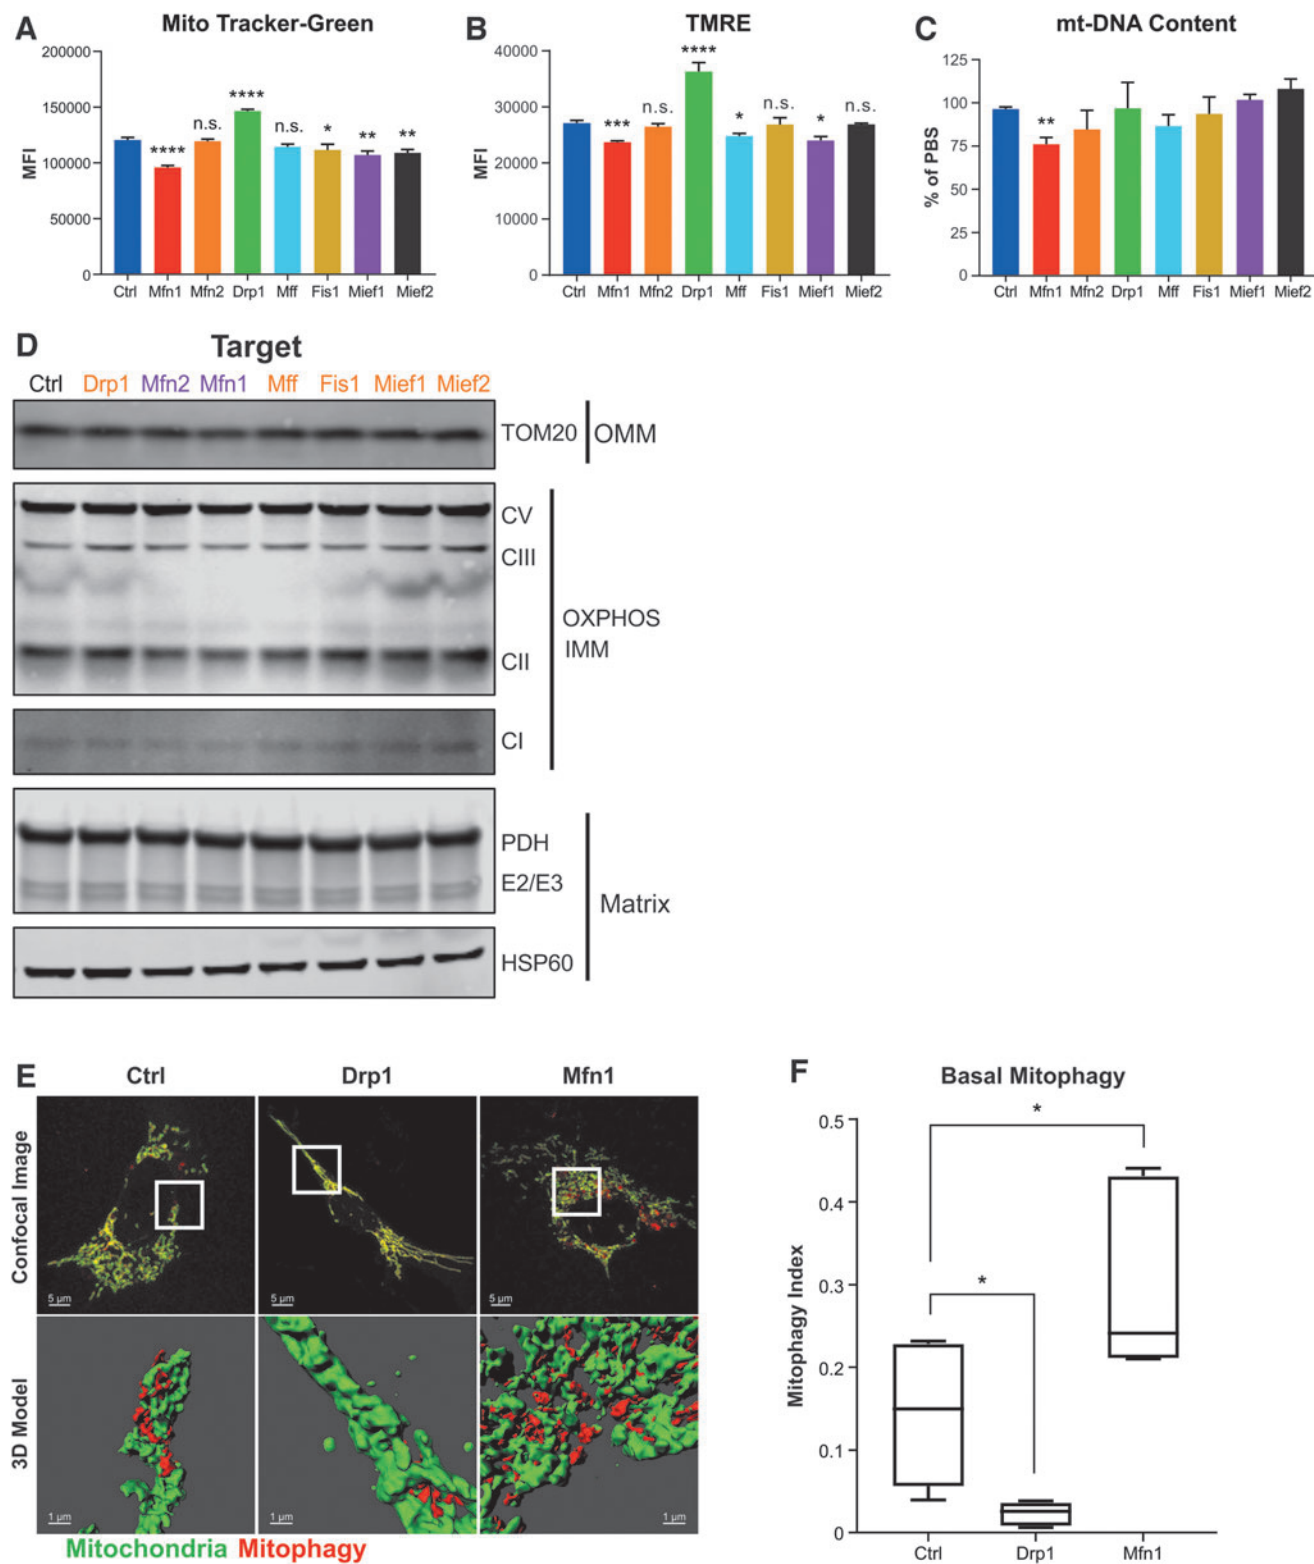 A
Mito Tracker-Green
MFI
200000
150000
100000
50000
0
****
n.s.
****
n.s.
*
**
**
Ctrl Mfn1 Mfn2 Drp1 Mff Fis1 Mief1 Mief2
B
TMRE
MFI
40000
30000
20000
10000
0
***
n.s.
****
*
n.s.
*
n.s.
Ctrl Mfn1 Mfn2 Drp1 Mff Fis1 Mief1 Mief2
C
mt-DNA Content
% of PBS
125
100
75
50
25
0
**
Ctrl Mfn1 Mfn2 Drp1 Mff Fis1 Mief1 Mief2
D
Target
Ctrl Drp1 Mfn2 Mfn1 Mff Fis1 Mief1 Mief2
TOM20 OMM
CV
CIII
CII
CI
OXPHOS
IMM
PDH
E2/E3
HSP60
Matrix
E
Ctrl Drp1 Mfn1
Confocal Image
5 µm 5 µm 5 µm
3D Model
1 µm 1 µm 1 µm
Mitochondria Mitophagy
F
Basal Mitophagy
Mitophagy Index
0.5
0.4
0.3
0.2
0.1
0
*
*
Ctrl Drp1 Mfn1